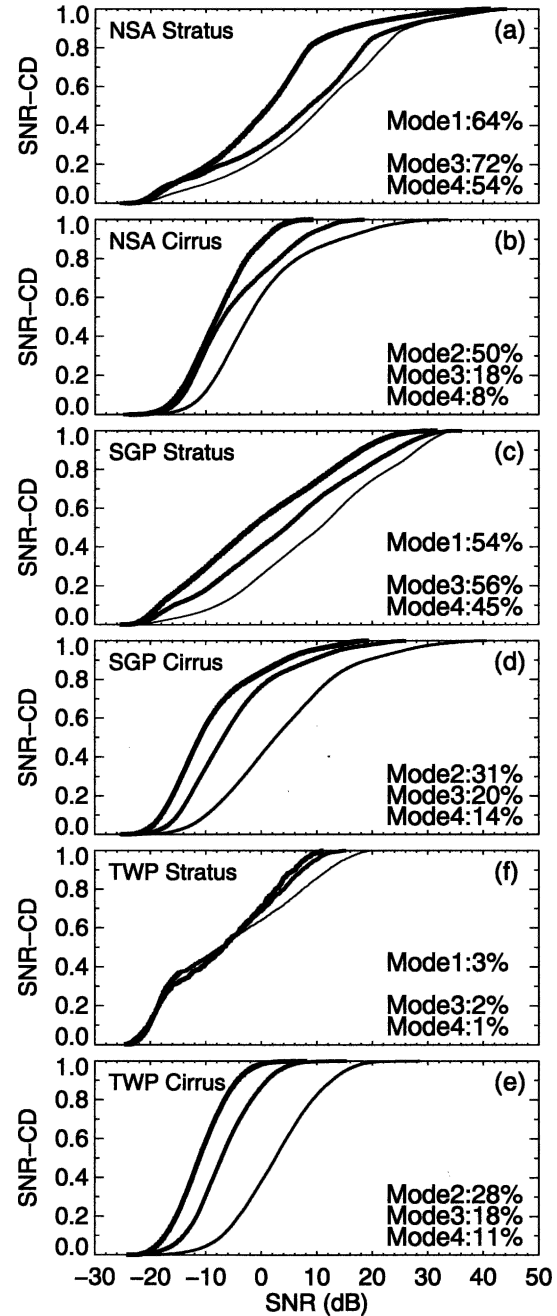 1.0
NSA Stratus
(a)
0.8
0.6
SNR-CD
0.4
Mode1:64%
0.2
Mode3:72%
0.0
Mode4:54%
1.0
NSA Cirrus
(b)
0.8
0.6
SNR-CD
0.4
Mode2:50%
0.2
Mode3:18%
0.0
Mode4:8%
1.0
SGP Stratus
(c)
0.8
0.6
SNR-CD
0.4
Mode1:54%
0.2
Mode3:56%
0.0
Mode4:45%
1.0
SGP Cirrus
(d)
0.8
0.6
SNR-CD
0.4
Mode2:31%
0.2
Mode3:20%
0.0
Mode4:14%
1.0
TWP Stratus
(f)
0.8
0.6
SNR-CD
0.4
Mode1:3%
0.2
Mode3:2%
0.0
Mode4:1%
1.0
TWP Cirrus
(e)
0.8
0.6
SNR-CD
0.4
Mode2:28%
0.2
Mode3:18%
0.0
Mode4:11%
-30 -20 -10 0 10 20 30 40 50
SNR (dB)